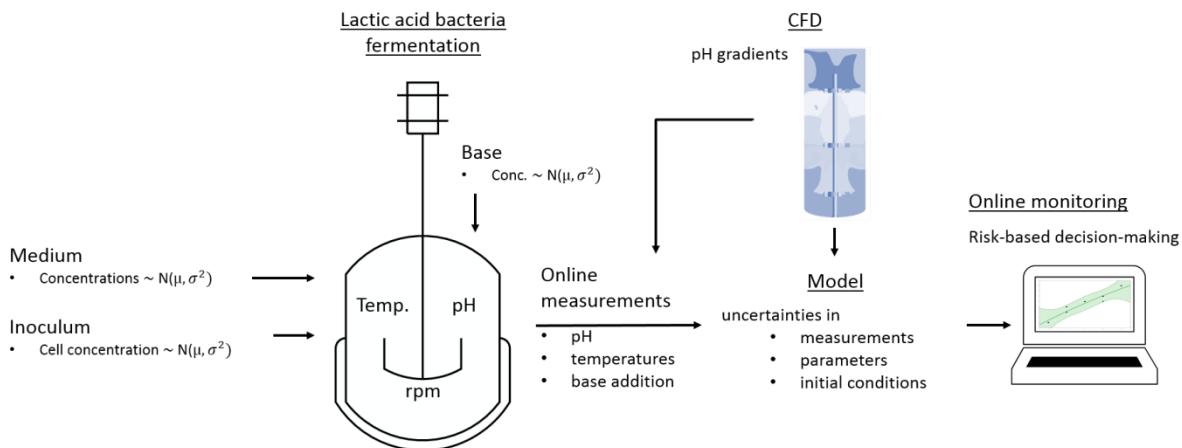 Lactic acid bacteria
fermentation
CFD
pH gradients
Base
• Conc. ~ N(μ, σ²)
Medium
• Concentrations ~ N(μ, σ²)
Inoculum
• Cell concentration ~ N(μ, σ²)
Temp. pH
rpm
Online
measurements
• pH
• temperatures
• base addition
Model
uncertainties in
• measurements
• parameters
• initial conditions
Online monitoring
Risk-based decision-making